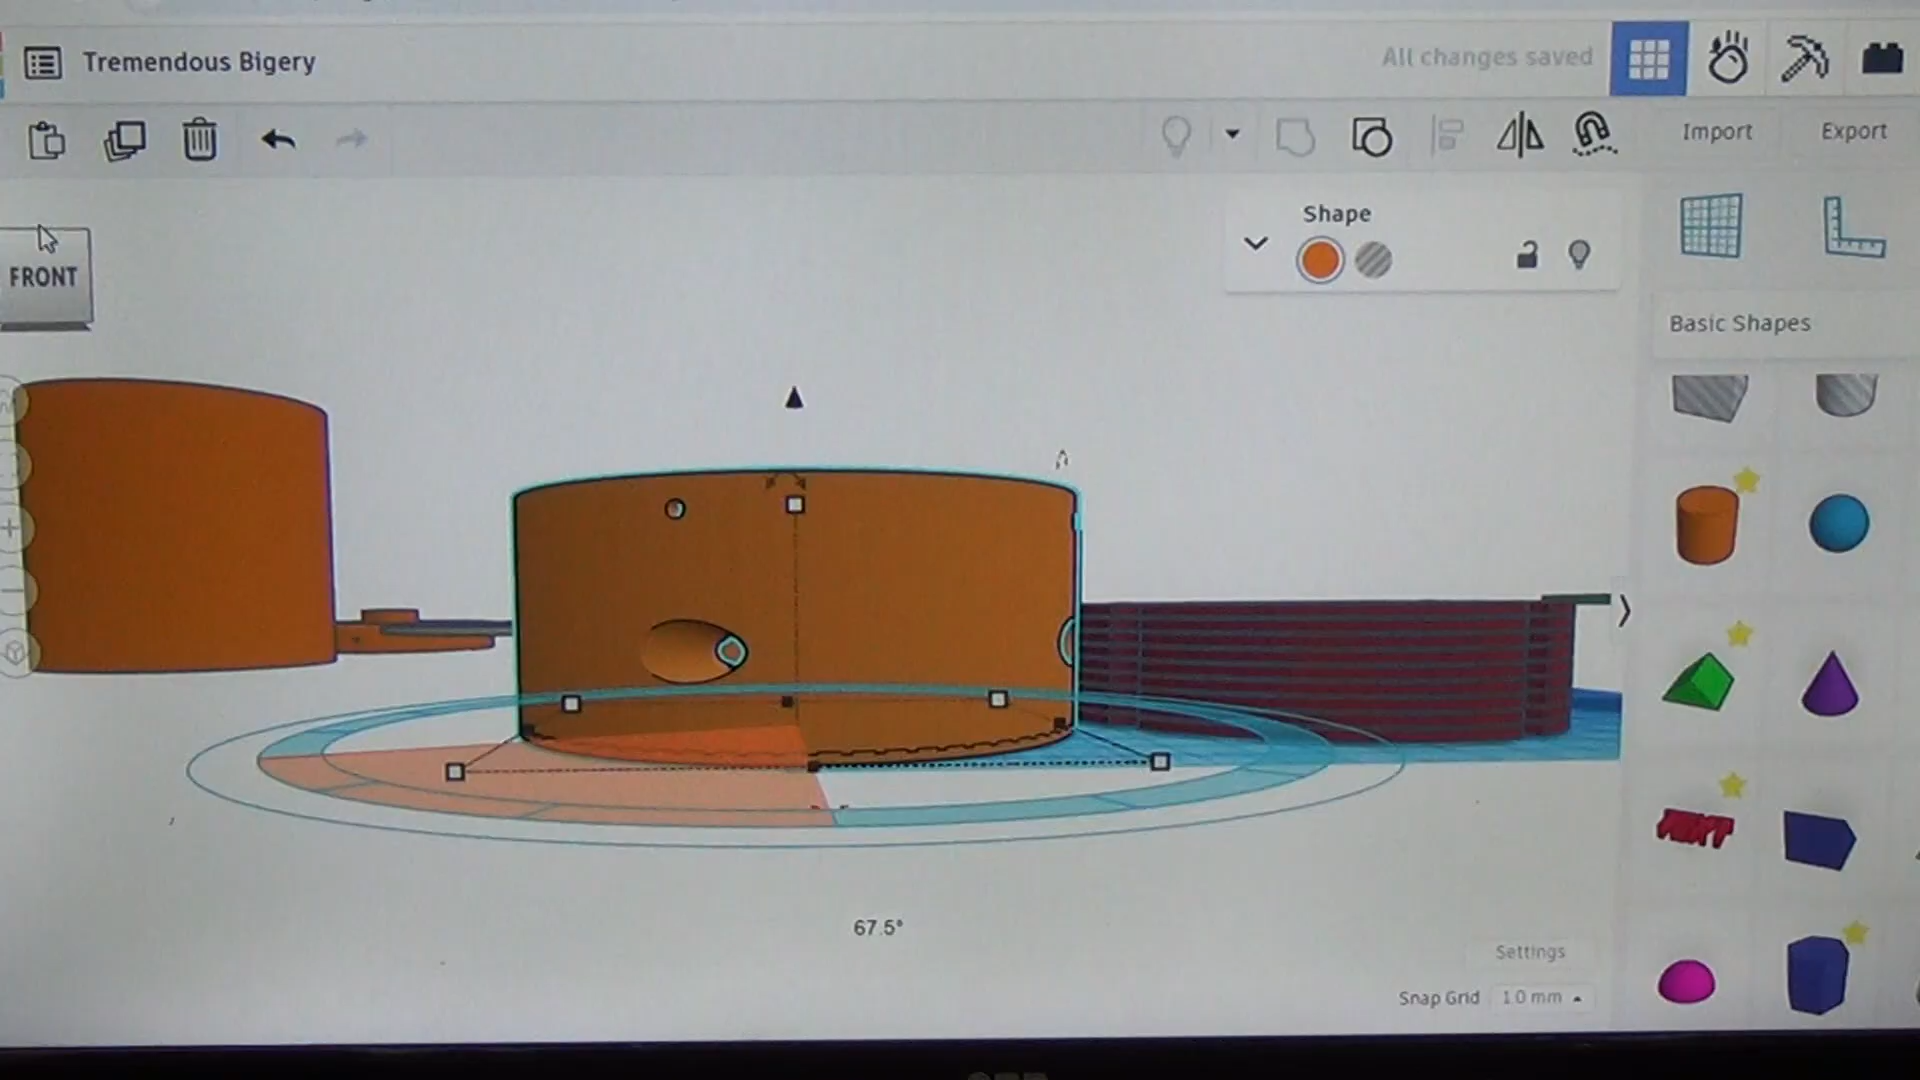 Tremendous Bigery
All changes saved
Import
Export
Shape
FRONT
Basic Shapes
TEXT
67.5°
Settings
Snap Grid
1.0 mm